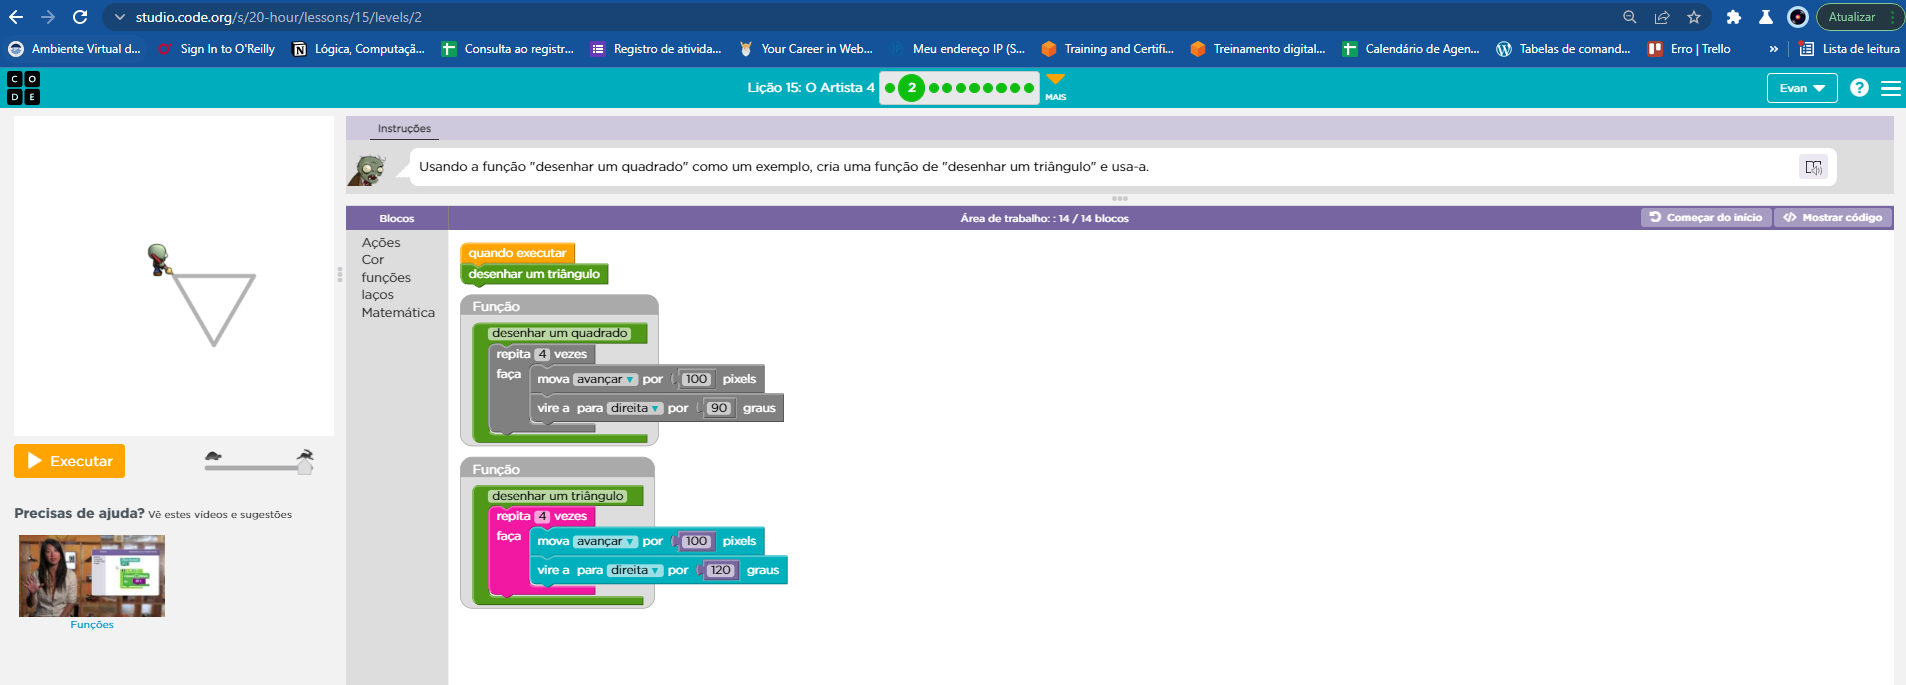 studio.code.org/s/20-hour/lessons/15/levels/2
Atualizar
Ambiente Virtual d...
Sign In to O'Reilly
Lógica, Computaçã...
Consulta ao registr...
Registro de ativida...
Your Career in Web...
Meu endereço IP (S...
Training and Certifi...
Treinamento digital...
Calendário de Agen...
Tabelas de comand...
Erro | Trello
»
Lista de leitura
C O
D E
Lição 15: O Artista 4
2
MAIS
Evan
?
Instruções
Usando a função "desenhar um quadrado" como um exemplo, cria uma função de "desenhar um triângulo" e usa-a.
Blocos
Área de trabalho: : 14 / 14 blocos
Começar do início
</> Mostrar código
Ações
Cor
funções
laços
Matemática
quando executar
desenhar um triângulo
Função
desenhar um quadrado
repita 4 vezes
faça
mova avançar por 100 pixels
vire a para direita por 90 graus
Função
desenhar um triângulo
repita 4 vezes
faça
mova avançar por 100 pixels
vire a para direita por 120 graus
Executar
Precisas de ajuda? Vê estes vídeos e sugestões
Funções